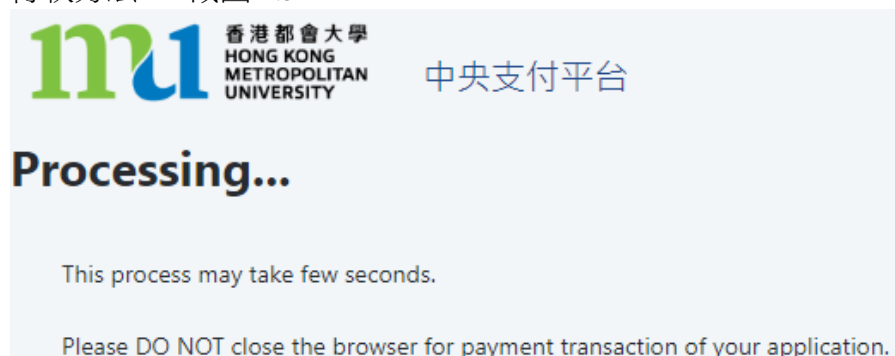 香港都會大學
HONG KONG
METROPOLITAN
UNIVERSITY
中央支付平台
Processing...
This process may take few seconds.
Please DO NOT close the browser for payment transaction of your application.